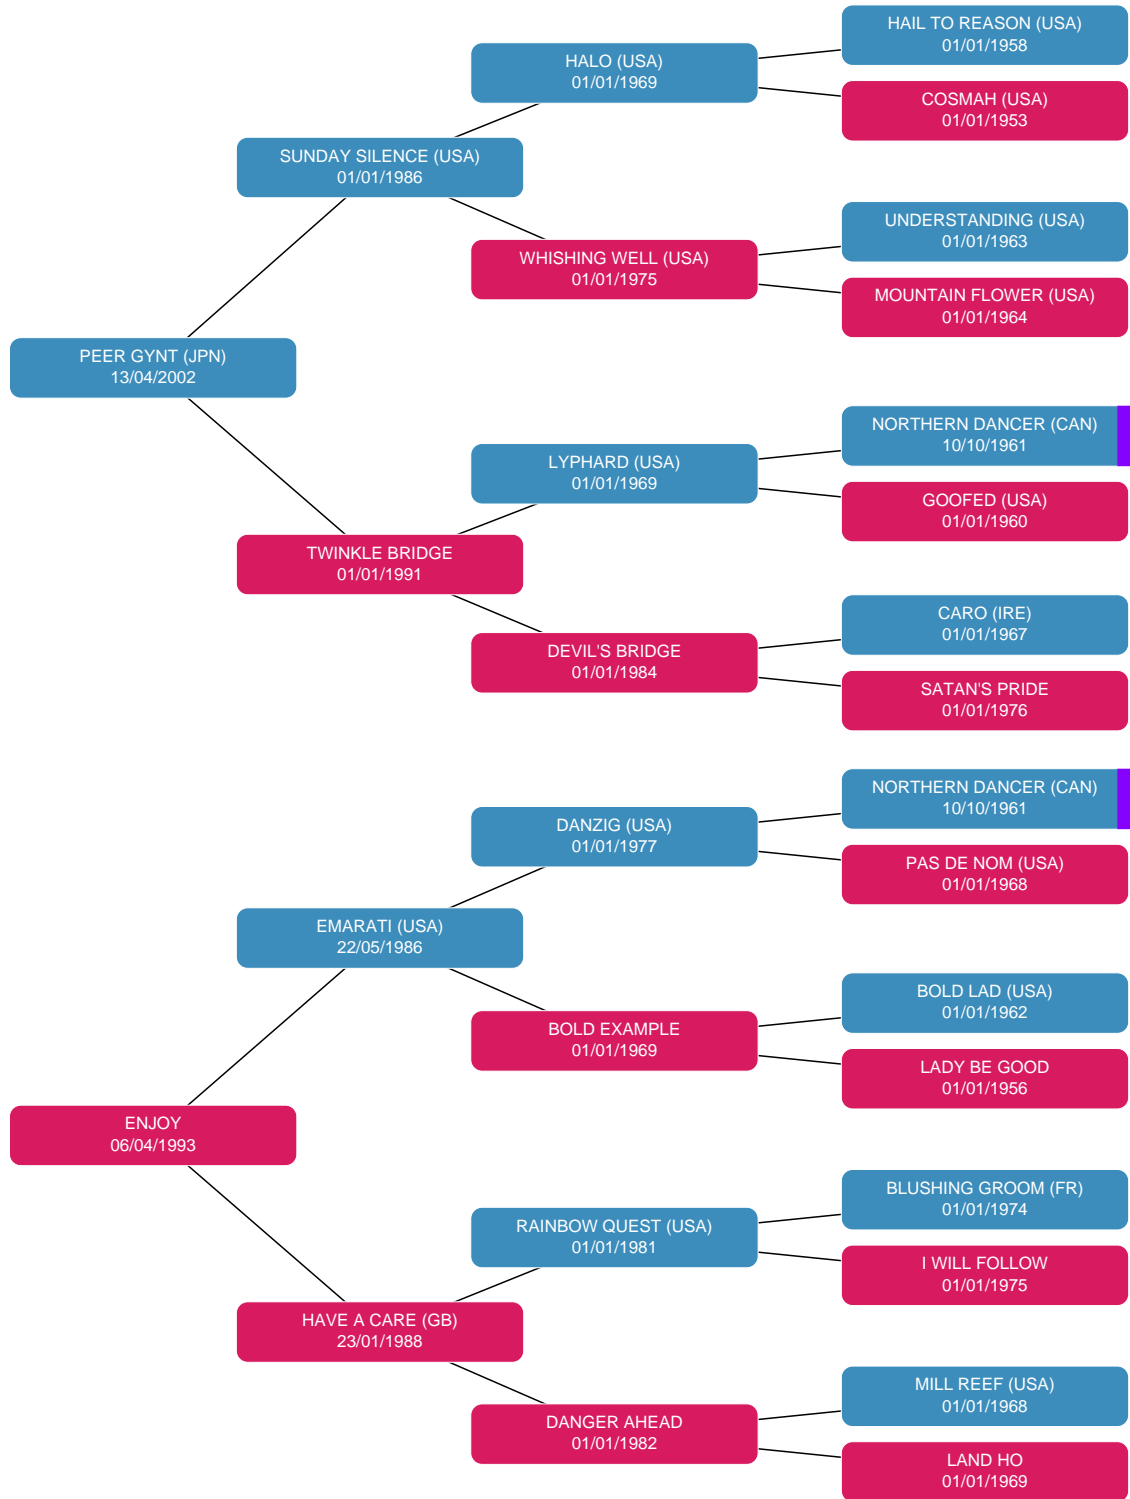 HAIL TO REASON (USA)
01/01/1958
HALO (USA)
01/01/1969
COSMAH (USA)
01/01/1953
SUNDAY SILENCE (USA)
01/01/1986
UNDERSTANDING (USA)
01/01/1963
WHISHING WELL (USA)
01/01/1975
MOUNTAIN FLOWER (USA)
01/01/1964
PEER GYNT (JPN)
13/04/2002
NORTHERN DANCER (CAN)
10/10/1961
LYPHARD (USA)
01/01/1969
GOOFED (USA)
01/01/1960
TWINKLE BRIDGE
01/01/1991
CARO (IRE)
01/01/1967
DEVIL'S BRIDGE
01/01/1984
SATAN'S PRIDE
01/01/1976
NORTHERN DANCER (CAN)
10/10/1961
DANZIG (USA)
01/01/1977
PAS DE NOM (USA)
01/01/1968
EMARATI (USA)
22/05/1986
BOLD LAD (USA)
01/01/1962
BOLD EXAMPLE
01/01/1969
LADY BE GOOD
01/01/1956
ENJOY
06/04/1993
BLUSHING GROOM (FR)
01/01/1974
RAINBOW QUEST (USA)
01/01/1981
I WILL FOLLOW
01/01/1975
HAVE A CARE (GB)
23/01/1988
MILL REEF (USA)
01/01/1968
DANGER AHEAD
01/01/1982
LAND HO
01/01/1969